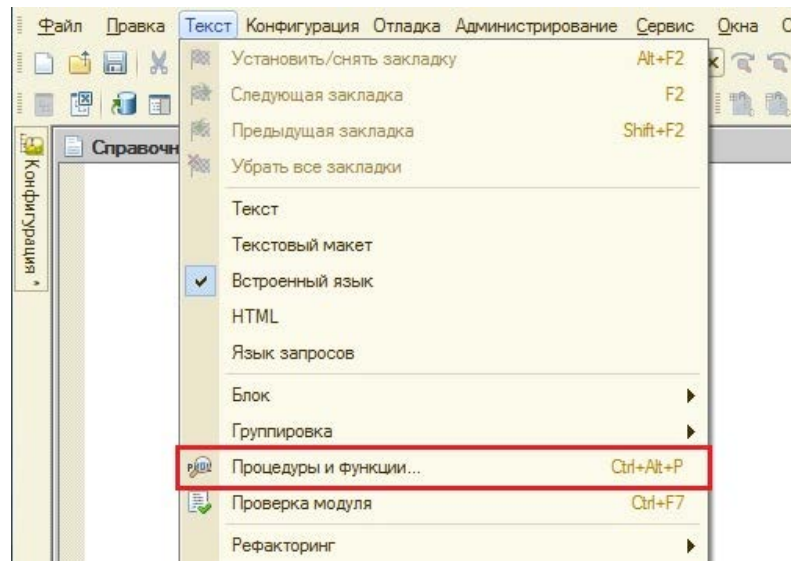 Файл Правка Текст Конфигурация Отладка Администрирование Сервис Окна
Установить/снять закладку Alt+F2
Следующая закладка F2
Предыдущая закладка Shift+F2
Убрать все закладки
Конфигурация *
Справочн
Текст
Текстовый макет
Встроенный язык
HTML
Язык запросов
Блок
Группировка
Процедуры и функции... Ctrl+Alt+P
Проверка модуля Ctrl+F7
Рефакторинг